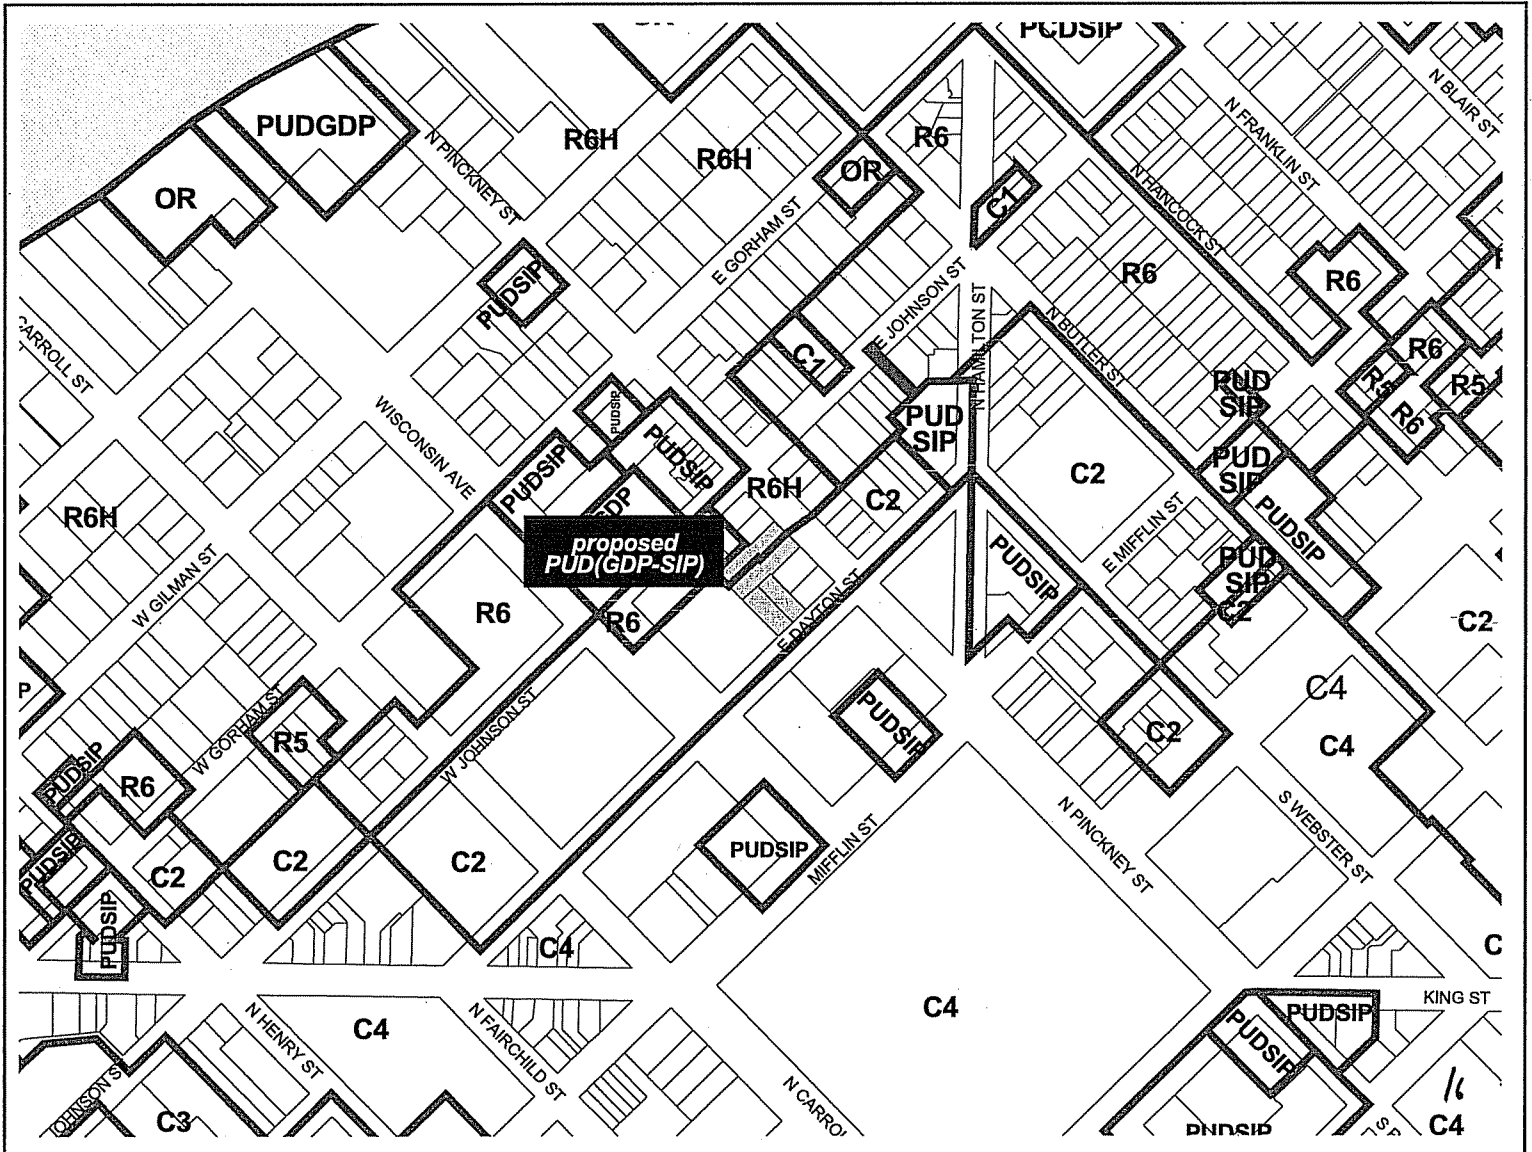 PCDSIP
N BLAIR ST
PUDGDP
N FRANKLIN ST
R6H
R6
N PINCKNEY ST
R6H
OR
OR
C1
N HANCOCK ST
E GORHAM ST
R6
R6
PUDSIP
E JOHNSON ST
N HAMILTON ST
N BUTLER ST
CARROLL ST
C1
R6
R5
R5
PUD
SIP
WISCONSIN AVE
PUDSIP
PUD
SIP
R6
PUDSIP
PUDSIP
PUD
SIP
C2
R6H
C2
GDP
R6H
PUDSIP
E MIFFLIN ST
proposed
PUD(GDP-SIP)
PUDSIP
PUD
SIP
C2
W GILMAN ST
R6
R6
E DAYTON ST
C2
P
C4
PUDSIP
W GORHAM ST
R5
W JOHNSON ST
C2
C4
PUDSIP
R6
N PINCKNEY ST
S WEBSTER ST
PUDSIP
C2
C2
C2
PUDSIP
MIFFLIN ST
PUDSIP
C4
C
C4
KING ST
N HENRY ST
C4
N FAIRCHILD ST
PUDSIP
PUDSIP
JOHNSON S
N CARRO
16
C3
PUDSIP
C4